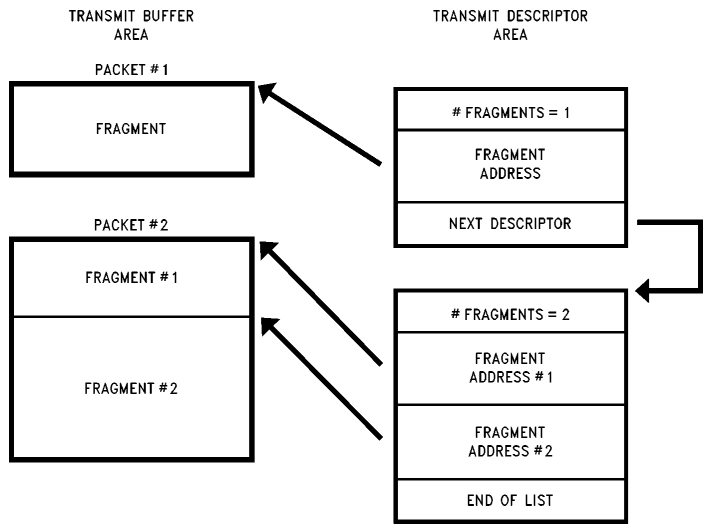 TRANSMIT BUFFER
AREA
PACKET #1
FRAGMENT
PACKET #2
FRAGMENT #1
FRAGMENT #2
TRANSMIT DESCRIPTOR
AREA
# FRAGMENTS = 1
FRAGMENT
ADDRESS
NEXT DESCRIPTOR
# FRAGMENTS = 2
FRAGMENT
ADDRESS #1
FRAGMENT
ADDRESS #2
END OF LIST